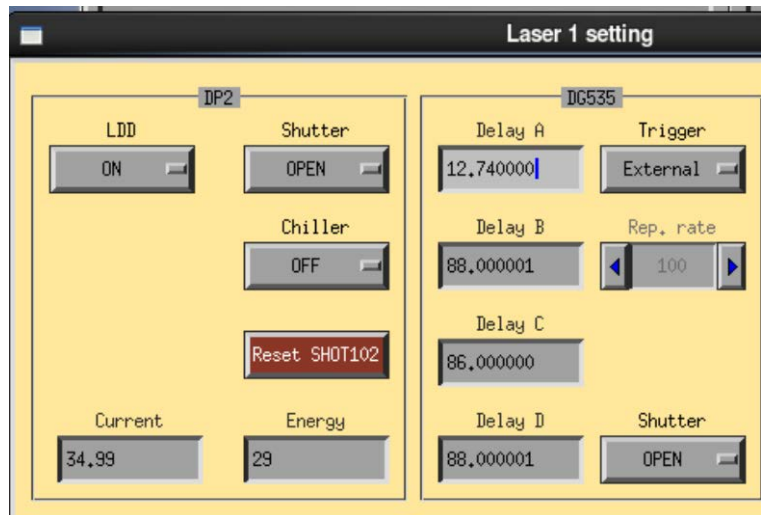 Laser 1 setting
DP2
LDD
ON
Shutter
OPEN
Chiller
OFF
Reset SHOT102
Current
34.99
Energy
29
DG535
Delay A
12.740000
Trigger
External
Delay B
88.000001
Rep. rate
100
Delay C
86.000000
Delay D
88.000001
Shutter
OPEN